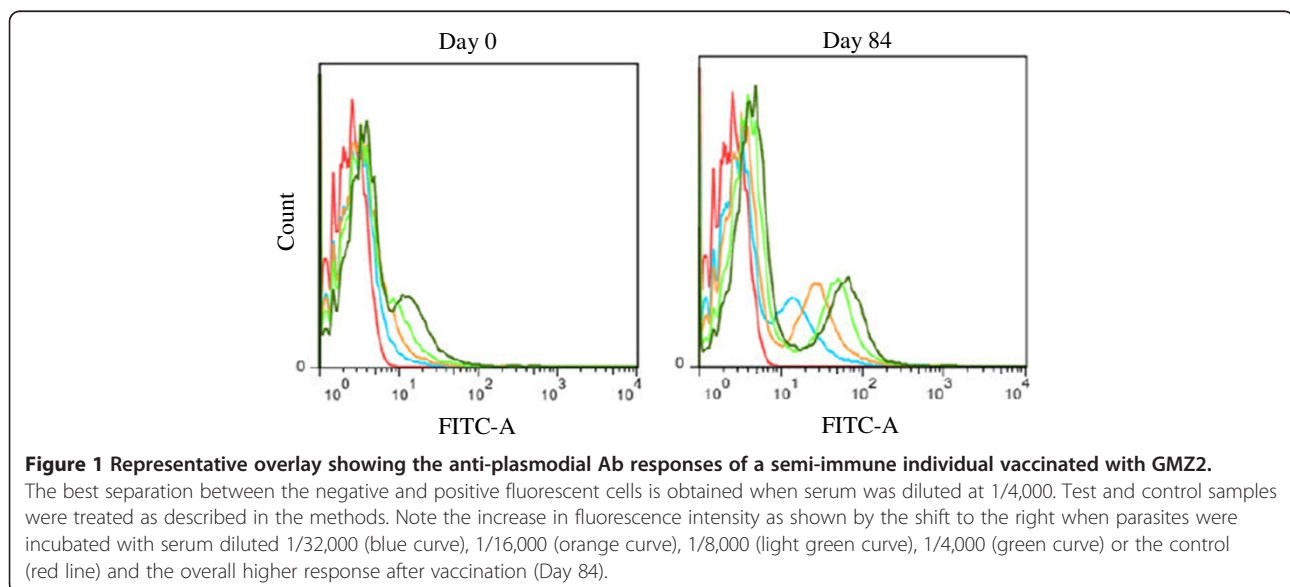 Day 0
Day 84
Count
0
10^0 10^1 10^2 10^3 10^4
FITC-A
0
10^0 10^1 10^2 10^3 10^4
FITC-A
Figure 1 Representative overlay showing the anti-plasmodial Ab responses of a semi-immune individual vaccinated with GMZ2.
The best separation between the negative and positive fluorescent cells is obtained when serum was diluted at 1/4,000. Test and control samples
were treated as described in the methods. Note the increase in fluorescence intensity as shown by the shift to the right when parasites were
incubated with serum diluted 1/32,000 (blue curve), 1/16,000 (orange curve), 1/8,000 (light green curve), 1/4,000 (green curve) or the control
(red line) and the overall higher response after vaccination (Day 84).